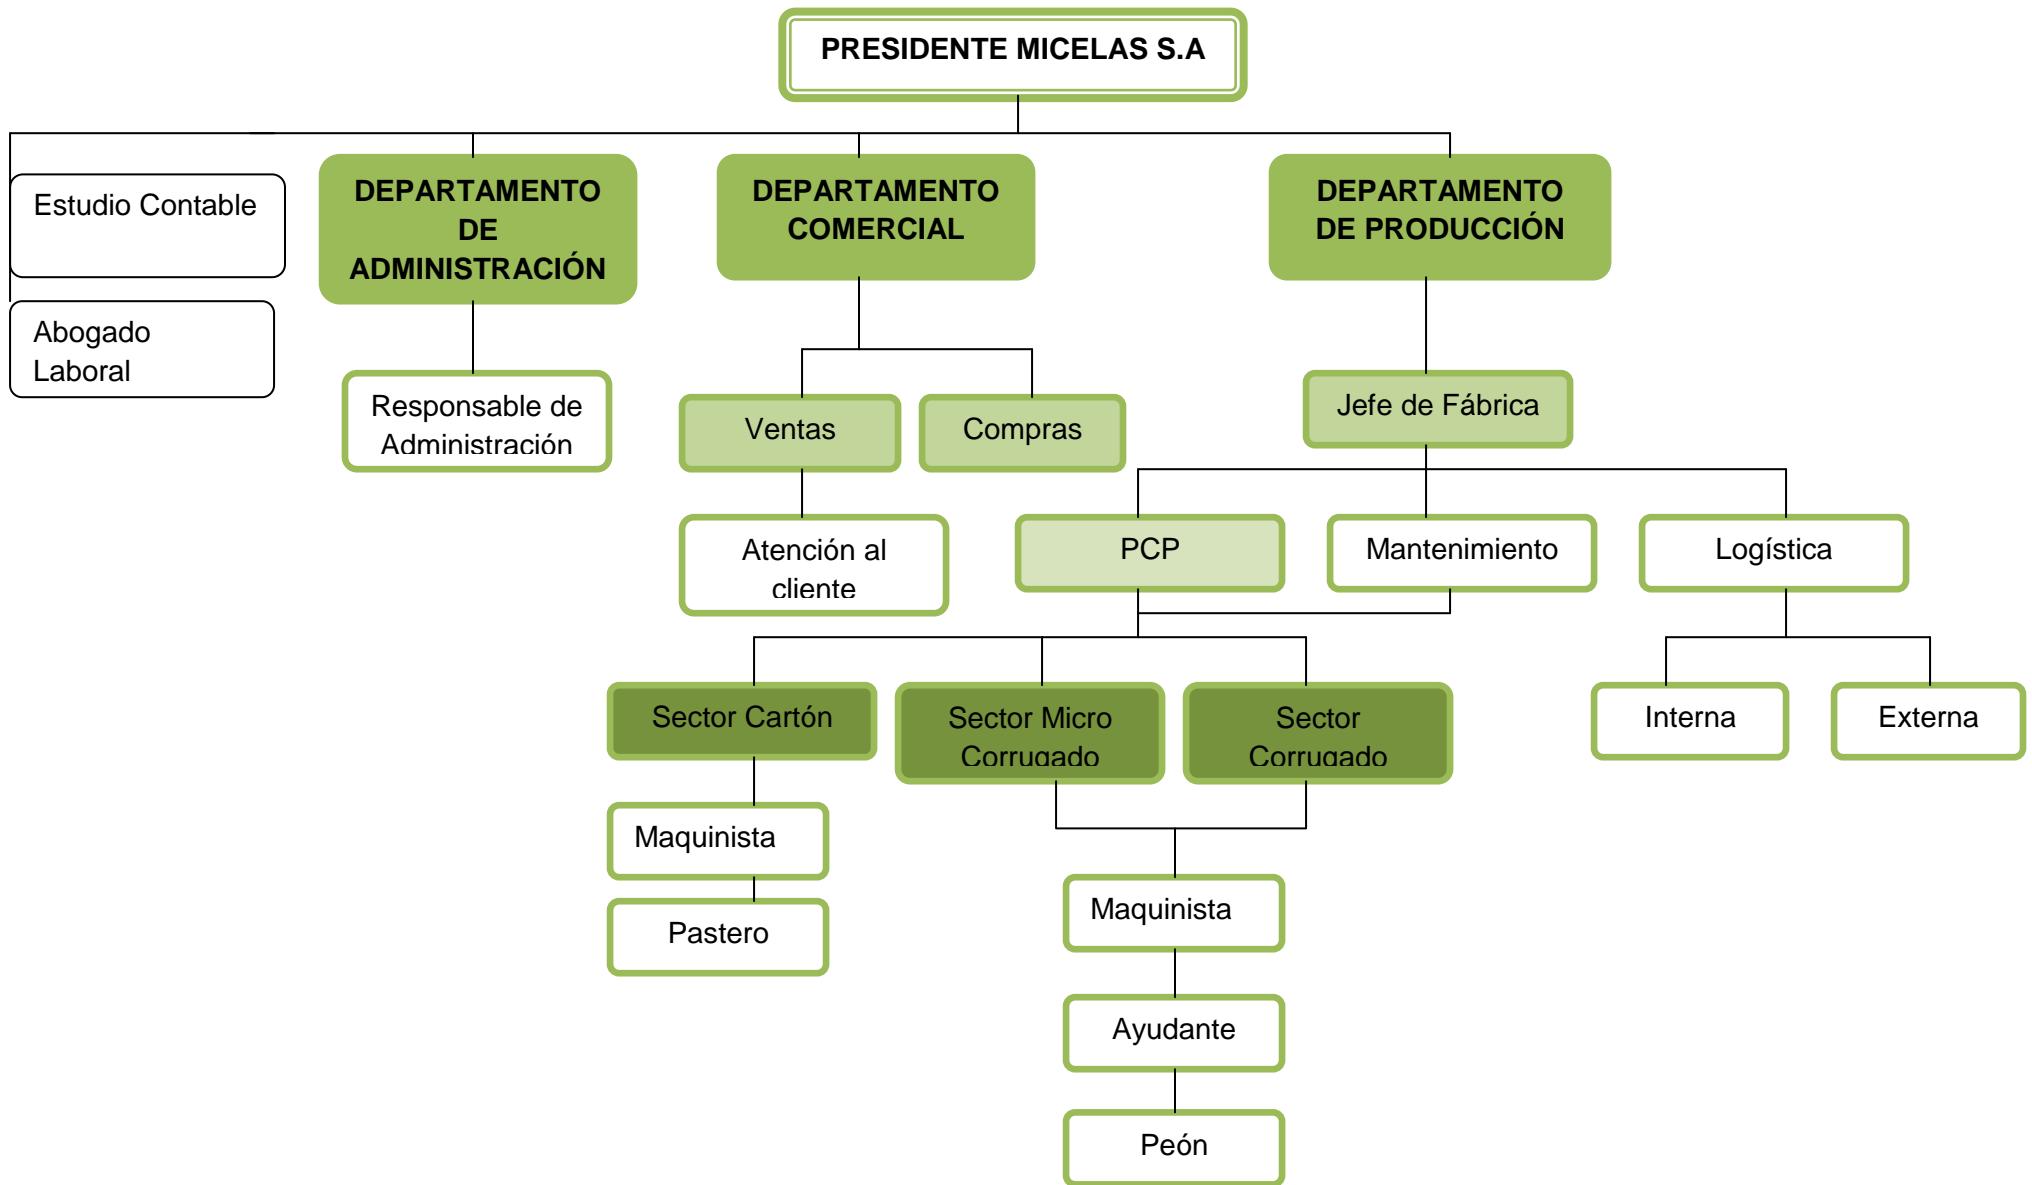 PRESIDENTE MICELAS S.A
Estudio Contable
DEPARTAMENTO
DE
ADMINISTRACIÓN
DEPARTAMENTO
COMERCIAL
DEPARTAMENTO
DE PRODUCCIÓN
Abogado
Laboral
Responsable de
Administración
Ventas
Compras
Jefe de Fábrica
Atención al
cliente
PCP
Mantenimiento
Logística
Sector Cartón
Sector Micro
Corrugado
Sector
Corrugado
Interna
Externa
Maquinista
Pastero
Maquinista
Ayudante
Peón